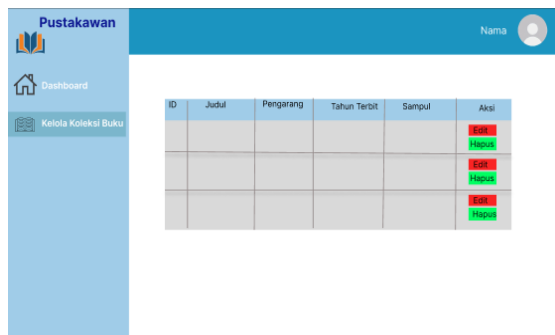 Pustakawan
Nama
Dashboard
Kelola Koleksi Buku
ID Judul Pengarang Tahun Terbit Sampul Aksi
Edit
Hapus
Edit
Hapus
Edit
Hapus